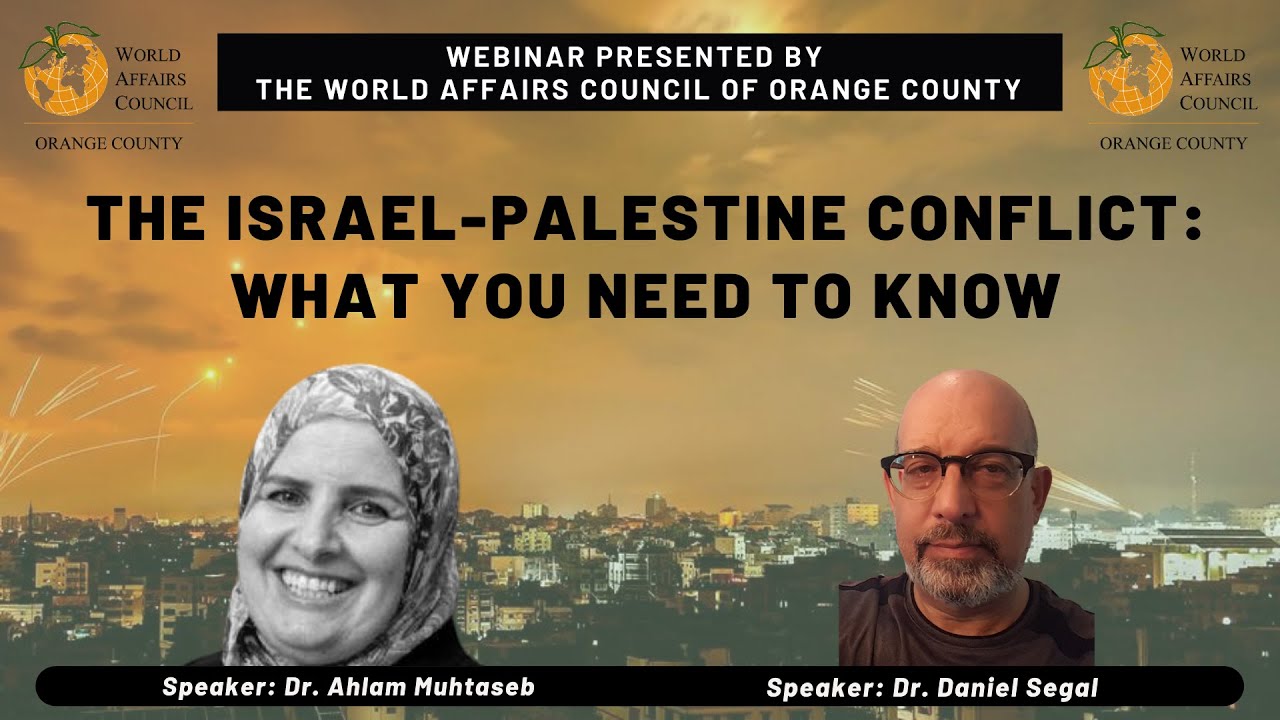 WORLD
AFFAIRS
COUNCIL
ORANGE COUNTY
WEBINAR PRESENTED BY
THE WORLD AFFAIRS COUNCIL OF ORANGE COUNTY
WORLD
AFFAIRS
COUNCIL
ORANGE COUNTY
THE ISRAEL-PALESTINE CONFLICT:
WHAT YOU NEED TO KNOW
Speaker: Dr. Ahlam Muhtaseb
Speaker: Dr. Daniel Segal